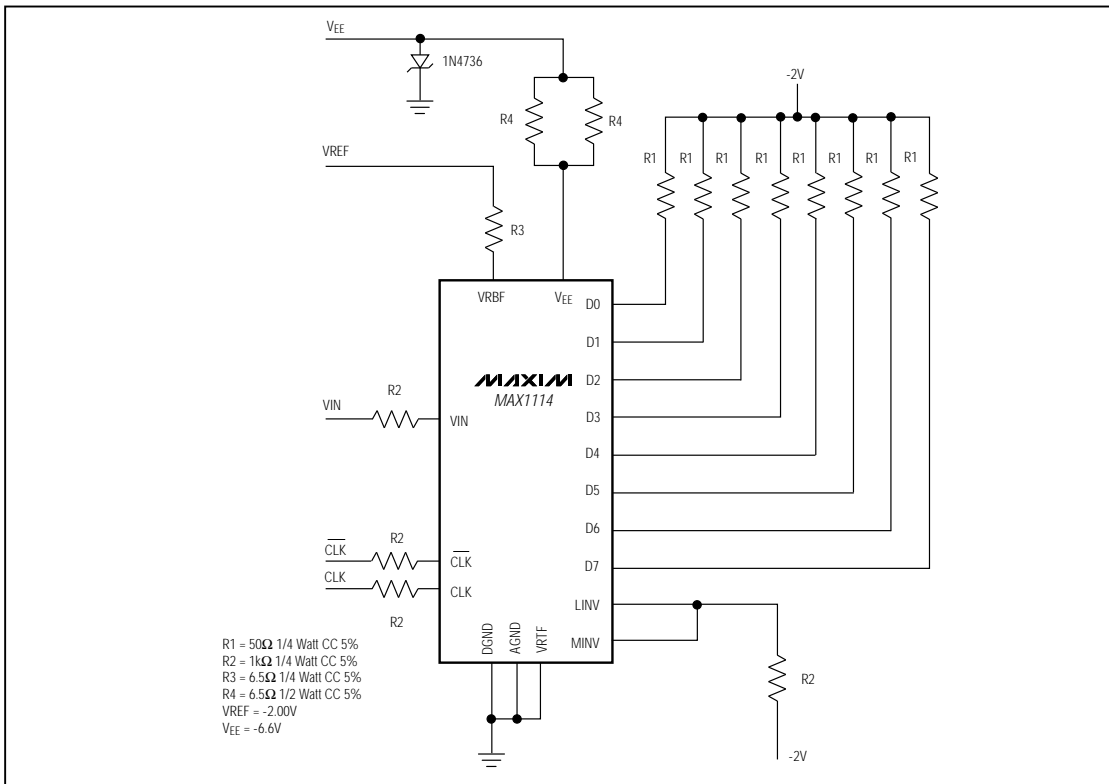 VEE
1N4736
-2V
R4
R4
VREF
R1 R1 R1 R1 R1 R1 R1 R1
R3
VRBF
VEE
D0
D1
MAXIM
MAX1114
D2
R2
VIN
VIN
D3
D4
D5
D6
R2
CLK
CLK
D7
CLK
CLK
R2
LINV
DGND
AGND
VRTF
MINV
R2
-2V
R1 = 50Ω 1/4 Watt CC 5%
R2 = 1kΩ 1/4 Watt CC 5%
R3 = 6.5Ω 1/4 Watt CC 5%
R4 = 6.5Ω 1/2 Watt CC 5%
VREF = -2.00V
VEE = -6.6V